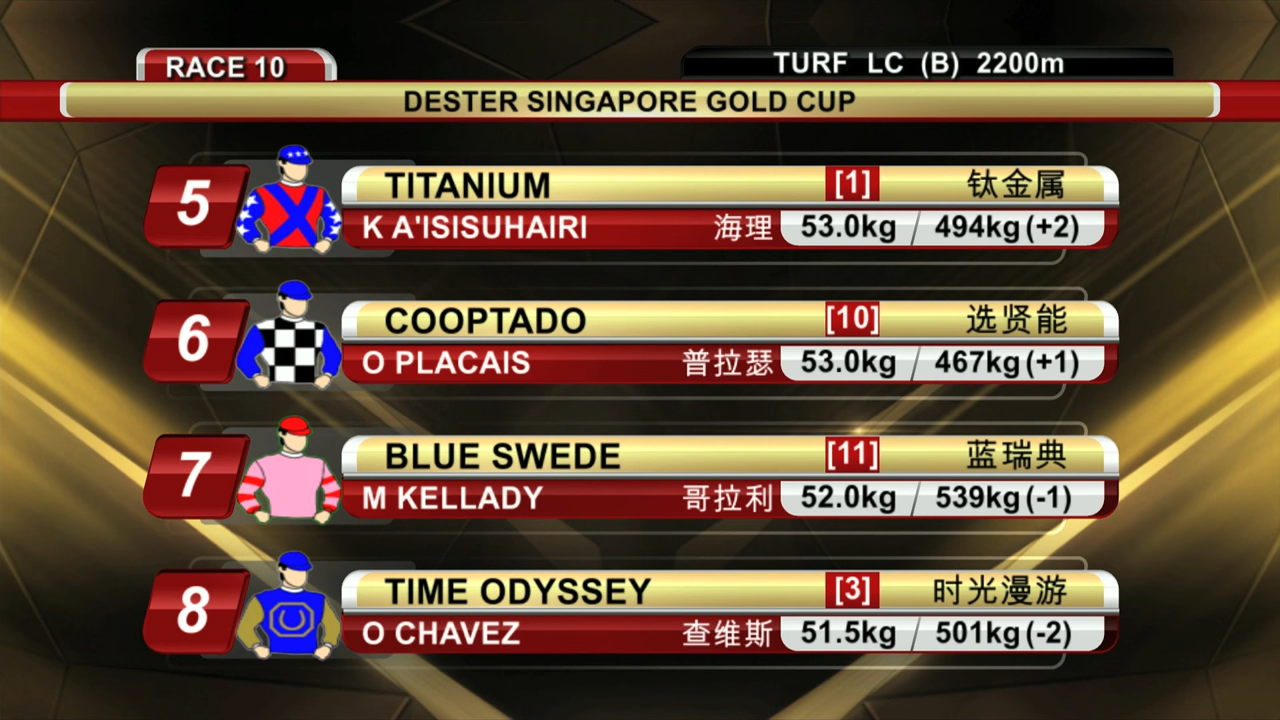 RACE 10
TURF LC (B) 2200m
DESTER SINGAPORE GOLD CUP
5 TITANIUM [1] 钛金属
K A'ISISUHAIRI 海理 53.0kg / 494kg (+2)
6 COOPTADO [10] 选贤能
O PLACAIS 普拉瑟 53.0kg / 467kg (+1)
7 BLUE SWEDE [11] 蓝瑞典
M KELLADY 哥拉利 52.0kg / 539kg (-1)
8 TIME ODYSSEY [3] 时光漫游
O CHAVEZ 查维斯 51.5kg / 501kg (-2)